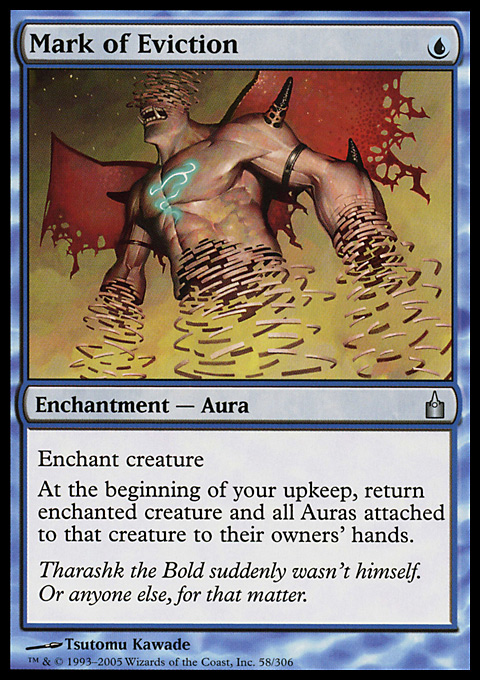 Mark of Eviction
Enchantment — Aura
Enchant creature
At the beginning of your upkeep, return
enchanted creature and all Auras attached
to that creature to their owners' hands.
Tharashk the Bold suddenly wasn't himself.
Or anyone else, for that matter.
Tsutomu Kawade
™ & © 1993–2005 Wizards of the Coast, Inc. 58/306